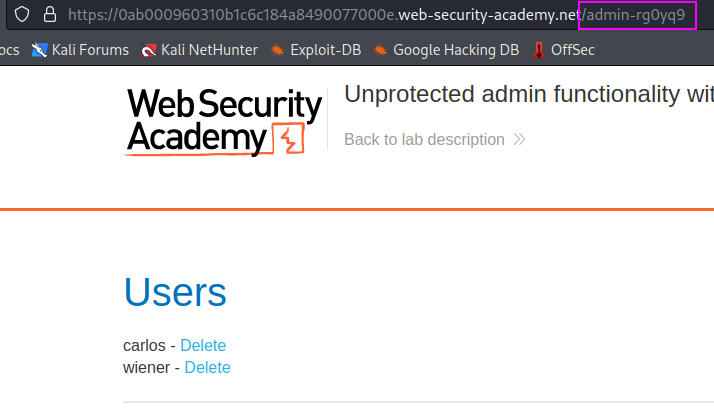 https://0ab000960310b1c6c184a8490077000e.web-security-academy.net/admin-rg0yq9
ocs Kali Forums Kali NetHunter Exploit-DB Google Hacking DB OffSec
Web Security
Academy
Unprotected admin functionality wit
Back to lab description
Users
carlos - Delete
wiener - Delete